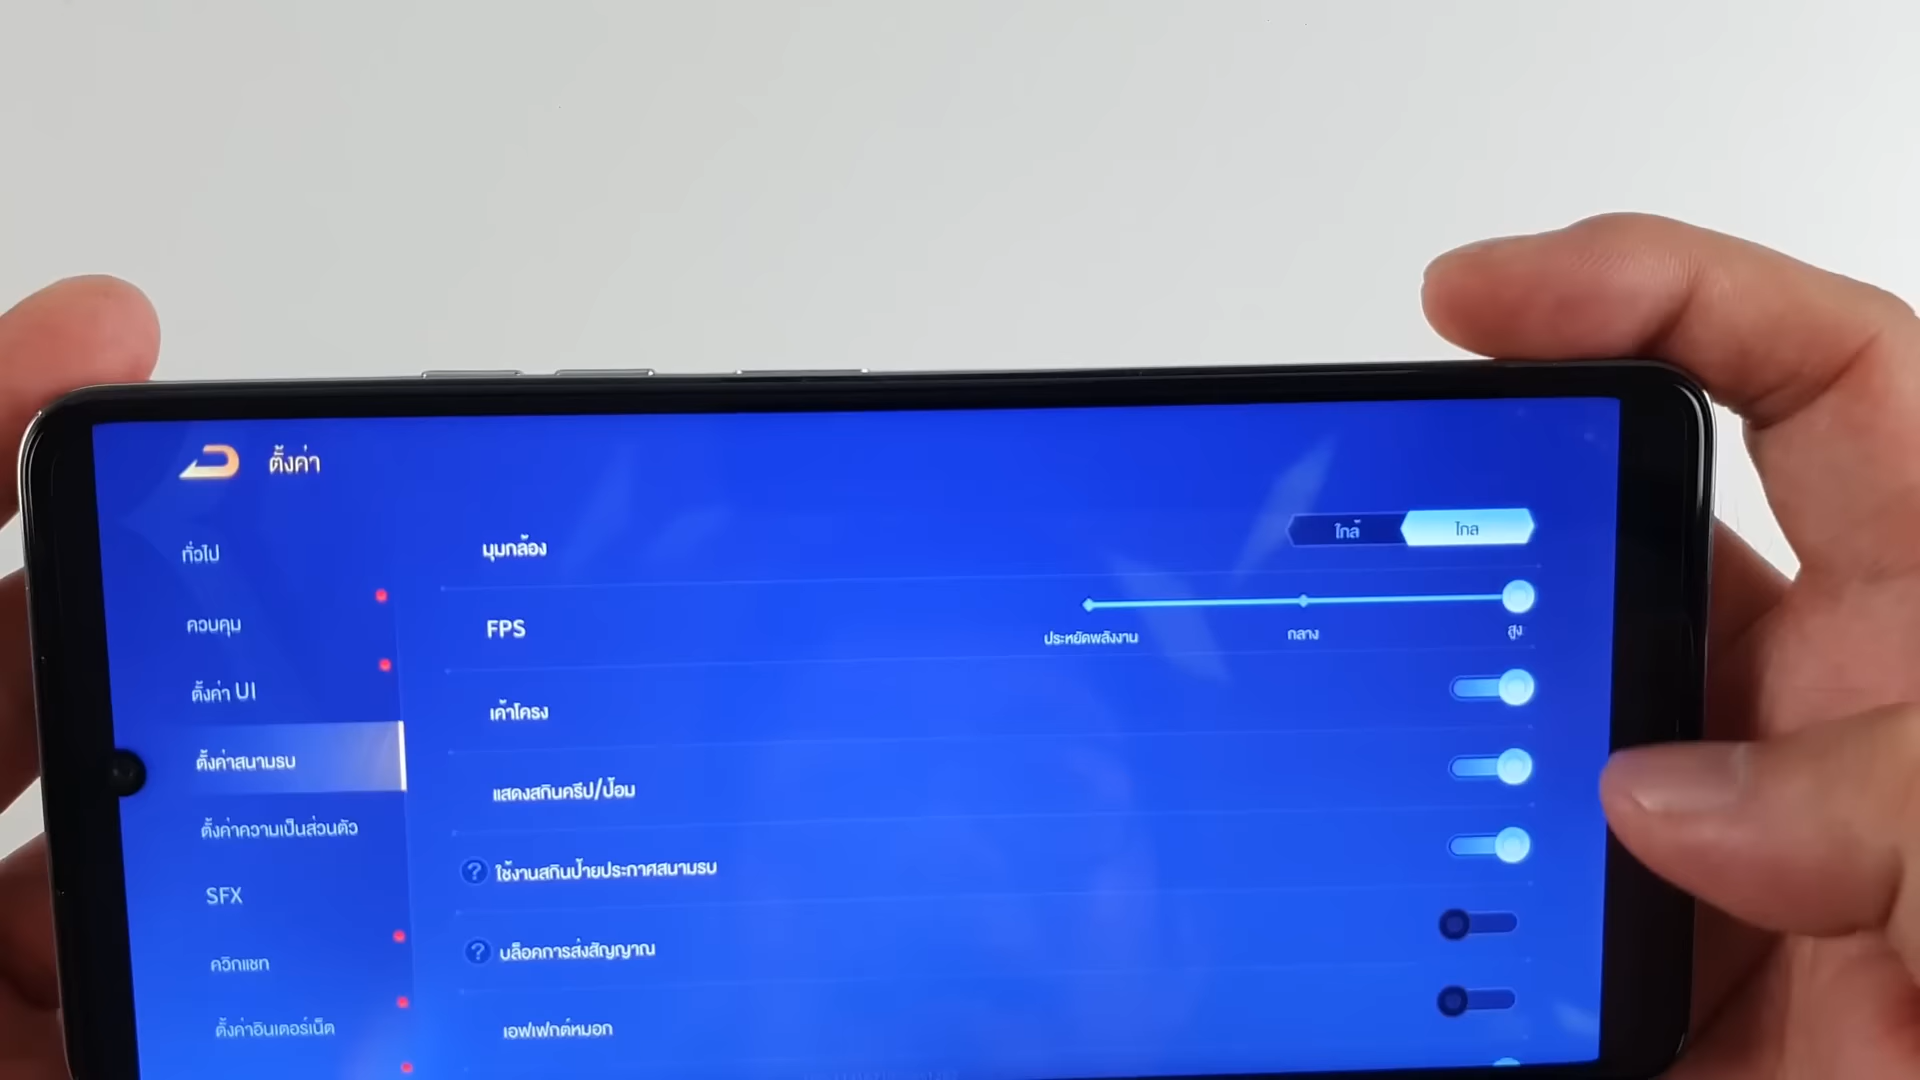 ตั้งค่า
ทั่วไป
ควบคุม
ตั้งค่า UI
ตั้งค่าสนามรบ
ตั้งค่าความเป็นส่วนตัว
SFX
ควิกแชท
ตั้งค่าอินเตอร์เน็ต
มุมกล้อง
ใกล้
ไกล
FPS
ประหยัดพลังงาน
กลาง
สูง
เค้าโครง
แสดงสกินครีป/ป้อม
? ใช้งานสกินป้ายประกาศสนามรบ
? บล็อคการส่งสัญญาณ
เอฟเฟกต์หมอก